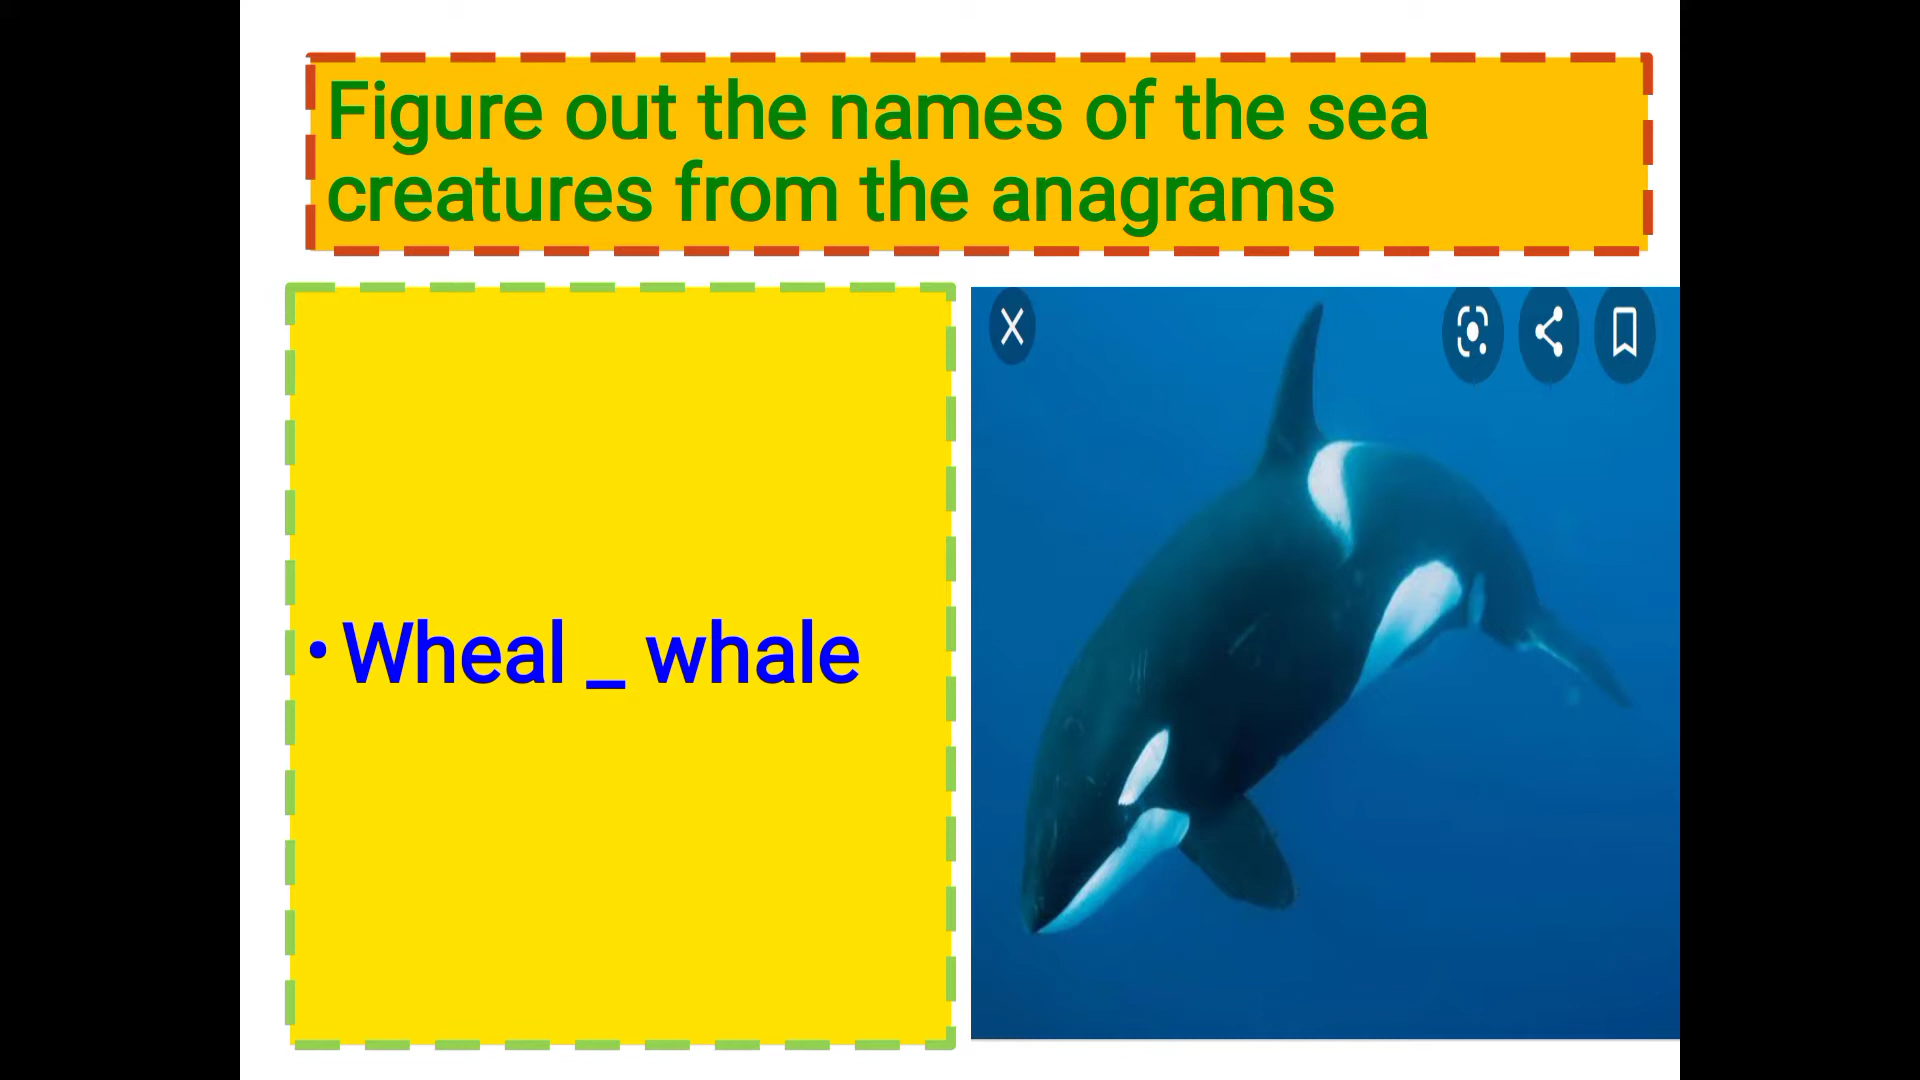 Figure out the names of the sea
creatures from the anagrams
• Wheal _ whale